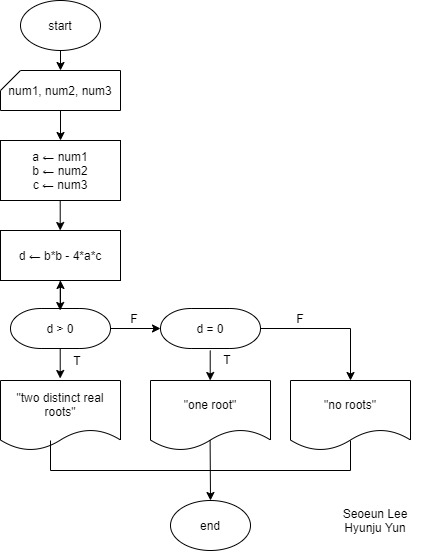 start
num1, num2, num3
a ← num1
b ← num2
c ← num3
d ← b*b - 4*a*c
d > 0
F
d = 0
F
T
T
"two distinct real
roots"
"one root"
"no roots"
end
Seoeun Lee
Hyunju Yun